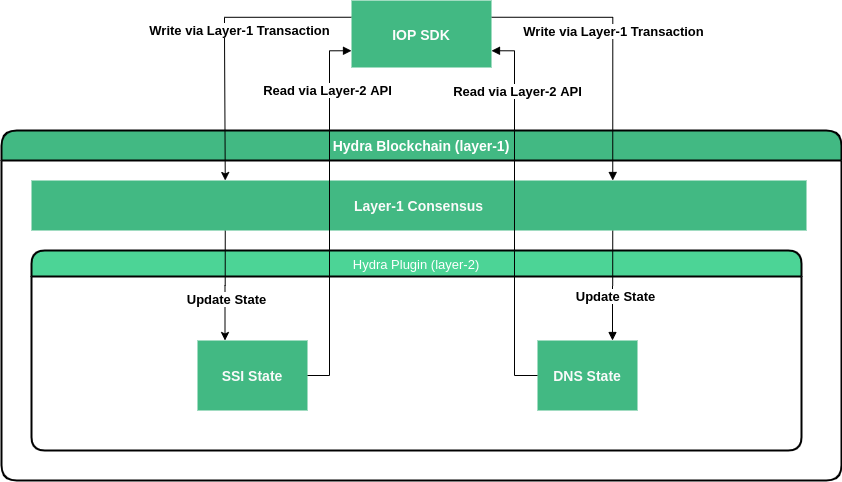 IOP SDK
Write via Layer-1 Transaction
Write via Layer-1 Transaction
Read via Layer-2 API
Read via Layer-2 API
Hydra Blockchain (layer-1)
Layer-1 Consensus
Hydra Plugin (layer-2)
Update State
Update State
SSI State
DNS State